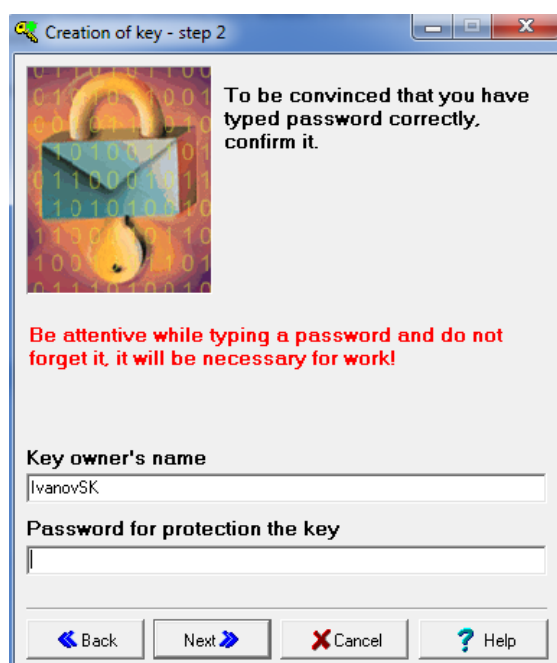 Creation of key - step 2
To be convinced that you have
typed password correctly,
confirm it.
Be attentive while typing a password and do not
forget it, it will be necessary for work!
Key owner's name
IvanovSK
Password for protection the key
Back Next Cancel Help